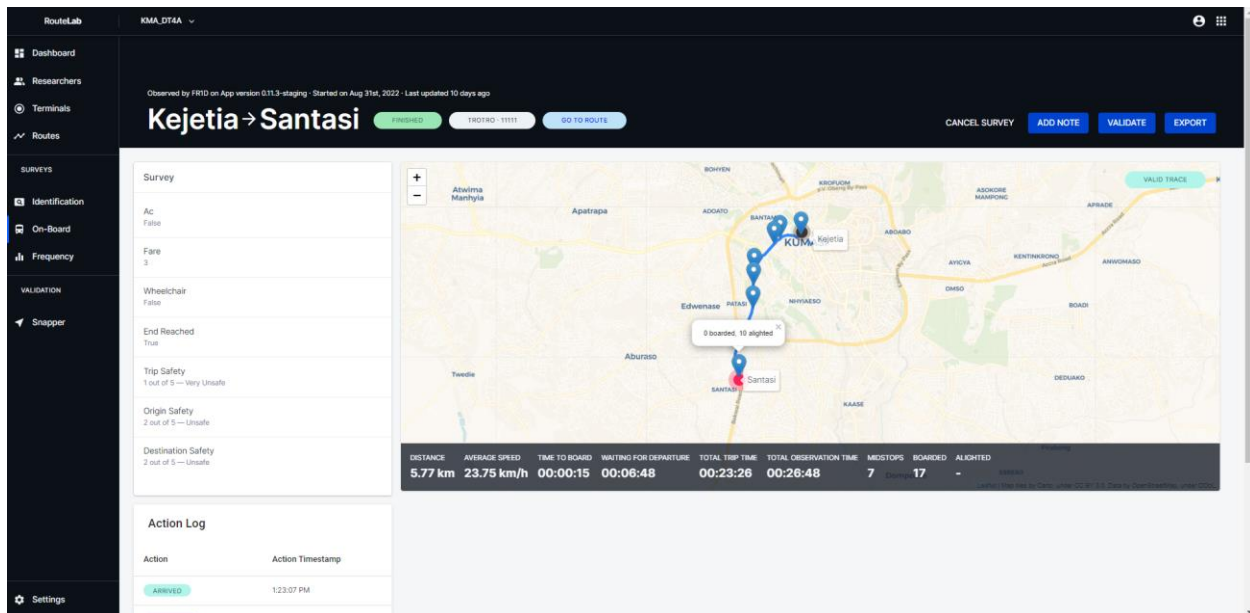 RouteLab
KMA_DT4A
Dashboard
Researchers
Terminals
Routes
SURVEYS
Identification
On-Board
Frequency
VALIDATION
Snapper
Settings
Observed by FR1D on App version 0.11.3-staging · Started on Aug 31st, 2022 · Last updated 10 days ago
Kejetia→Santasi
FINISHED
TROTRO - 11111
GO TO ROUTE
CANCEL SURVEY
ADD NOTE
VALIDATE
EXPORT
Survey
Ac
False
Fare
3
Wheelchair
False
End Reached
True
Trip Safety
1 out of 5 — Very Unsafe
Origin Safety
2 out of 5 — Unsafe
Destination Safety
2 out of 5 — Unsafe
Action Log
Action Action Timestamp
ARRIVED 1:23:07 PM
+
−
VALID TRACE
BOHYEN
KROFUOM
Atwima
Manhyia
ASOKORE
MAMPONG
Apatrapa
ADOATO
BANTAM
APRADE
KUMA
Kejetia
ABOABO
AYIGYA
KENTINKRONO
ANWOMASO
OMSO
Edwenase
PATASI
NHYIAESO
BOADI
0 boarded, 10 alighted
×
Aburaso
Twedie
Santasi
SANTASI
DEDUAKO
KAASE
DISTANCE AVERAGE SPEED TIME TO BOARD WAITING FOR DEPARTURE TOTAL TRIP TIME TOTAL OBSERVATION TIME MIDSTOPS BOARDED ALIGHTED
5.77 km 23.75 km/h 00:00:15 00:06:48 00:23:26 00:26:48 7 17 -